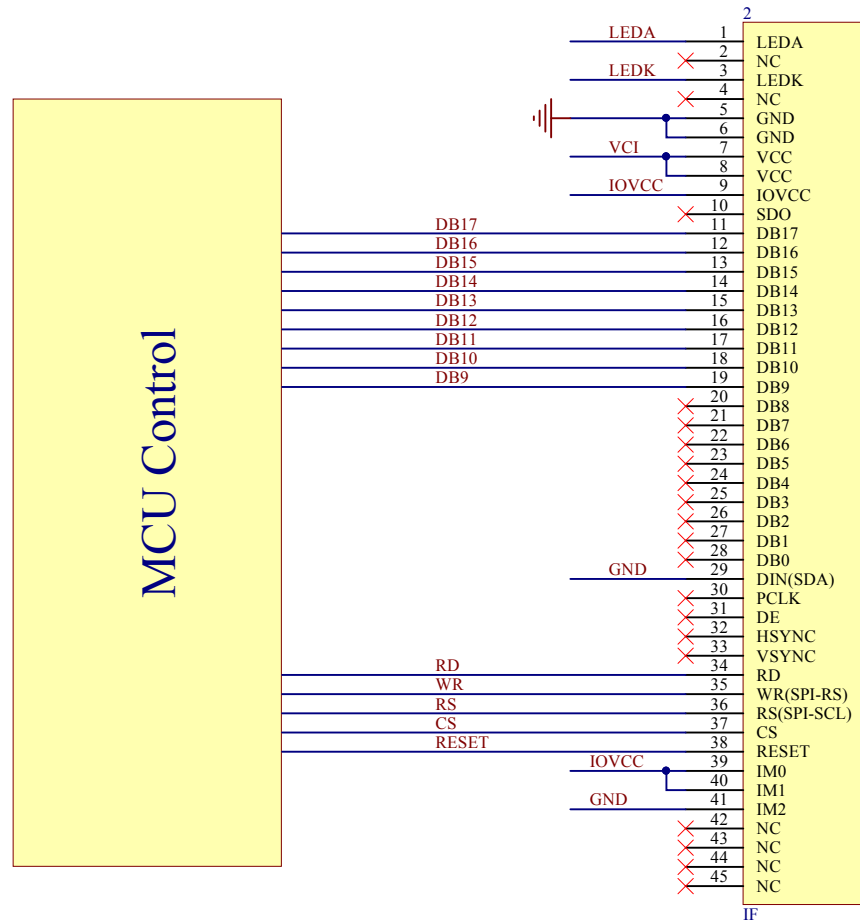 2
LEDA 1 LEDA
2 NC
LEDK 3 LEDK
4 NC
5 GND
6 GND
VCI 7 VCC
8 VCC
IOVCC 9 IOVCC
10 SDO
DB17 11 DB17
DB16 12 DB16
DB15 13 DB15
DB14 14 DB14
DB13 15 DB13
DB12 16 DB12
DB11 17 DB11
DB10 18 DB10
DB9 19 DB9
20 DB8
21 DB7
22 DB6
23 DB5
24 DB4
25 DB3
26 DB2
27 DB1
28 DB0
GND 29 DIN(SDA)
30 PCLK
31 DE
32 HSYNC
33 VSYNC
RD 34 RD
WR 35 WR(SPI-RS)
RS 36 RS(SPI-SCL)
CS 37 CS
RESET 38 RESET
IOVCC 39 IM0
40 IM1
GND 41 IM2
42 NC
43 NC
44 NC
45 NC
IF
MCU Control